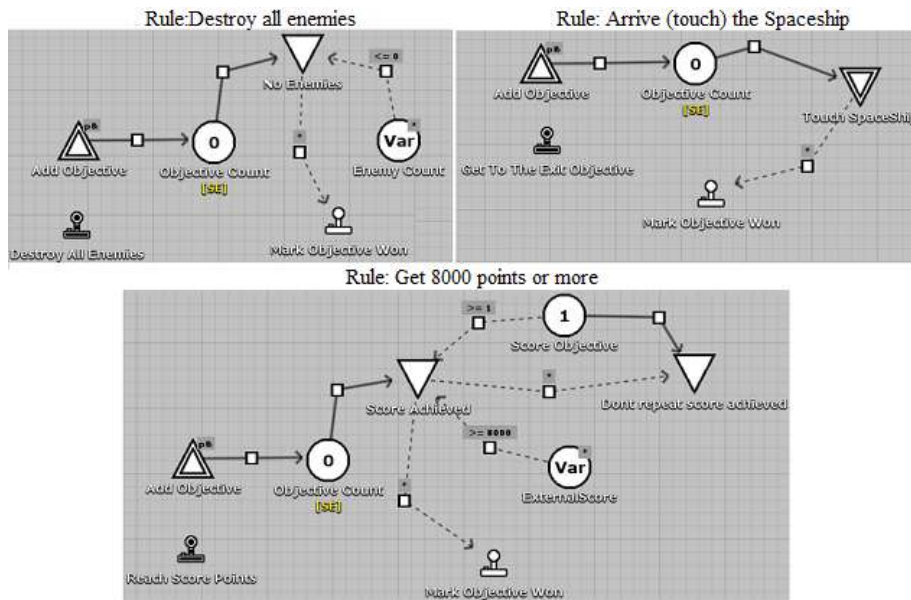 Rule:Destroy all enemies
<= 0
No Enemies
p&
0
Var
*
Add Objective
Objective Count
[SE]
Enemy Count
*
Destroy All Enemies
Mark Objective Won
Rule: Arrive (touch) the Spaceship
p&
0
Add Objective
Objective Count
[SE]
Touch SpaceShip
*
Get To The Exit Objective
Mark Objective Won
Rule: Get 8000 points or more
>= 1
1
Score Objective
*
Score Achieved
Dont repeat score achieved
>= 8000
p&
0
Var
*
Add Objective
Objective Count
[SE]
ExternalScore
*
Reach Score Points
Mark Objective Won